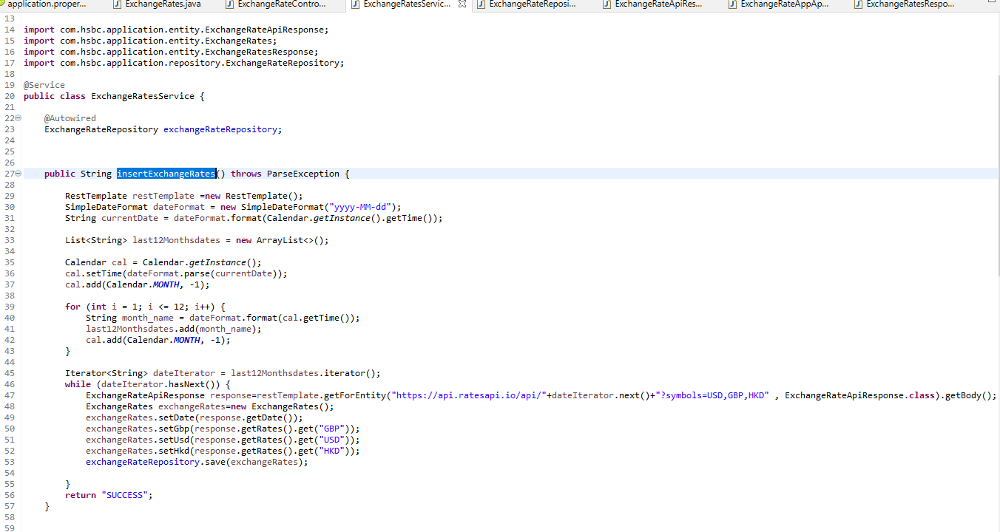 application.proper... ExchangeRates.java ExchangeRateContro... ExchangeRatesServic... ExchangeRateReposi... ExchangeRateApiRes... ExchangeRateAppAp... ExchangeRatesRespo...
13
14 import com.hsbc.application.entity.ExchangeRateApiResponse;
15 import com.hsbc.application.entity.ExchangeRates;
16 import com.hsbc.application.entity.ExchangeRatesResponse;
17 import com.hsbc.application.repository.ExchangeRateRepository;
18
19 @Service
20 public class ExchangeRatesService {
21
22 @Autowired
23 ExchangeRateRepository exchangeRateRepository;
24
25
26
27 public String insertExchangeRates() throws ParseException {
28
29 RestTemplate restTemplate =new RestTemplate();
30 SimpleDateFormat dateFormat = new SimpleDateFormat("yyyy-MM-dd");
31 String currentDate = dateFormat.format(Calendar.getInstance().getTime());
32
33 List<String> last12Monthsdates = new ArrayList<>();
34
35 Calendar cal = Calendar.getInstance();
36 cal.setTime(dateFormat.parse(currentDate));
37 cal.add(Calendar.MONTH, -1);
38
39 for (int i = 1; i <= 12; i++) {
40 String month_name = dateFormat.format(cal.getTime());
41 last12Monthsdates.add(month_name);
42 cal.add(Calendar.MONTH, -1);
43 }
44
45 Iterator<String> dateIterator = last12Monthsdates.iterator();
46 while (dateIterator.hasNext()) {
47 ExchangeRateApiResponse response=restTemplate.getForEntity("https://api.ratesapi.io/api/"+dateIterator.next()+"?symbols=USD,GBP,HKD" , ExchangeRateApiResponse.class).getBody();
48 ExchangeRates exchangeRates=new ExchangeRates();
49 exchangeRates.setDate(response.getDate());
50 exchangeRates.setGbp(response.getRates().get("GBP"));
51 exchangeRates.setUsd(response.getRates().get("USD"));
52 exchangeRates.setHkd(response.getRates().get("HKD"));
53 exchangeRateRepository.save(exchangeRates);
54
55 }
56 return "SUCCESS";
57 }
58
59